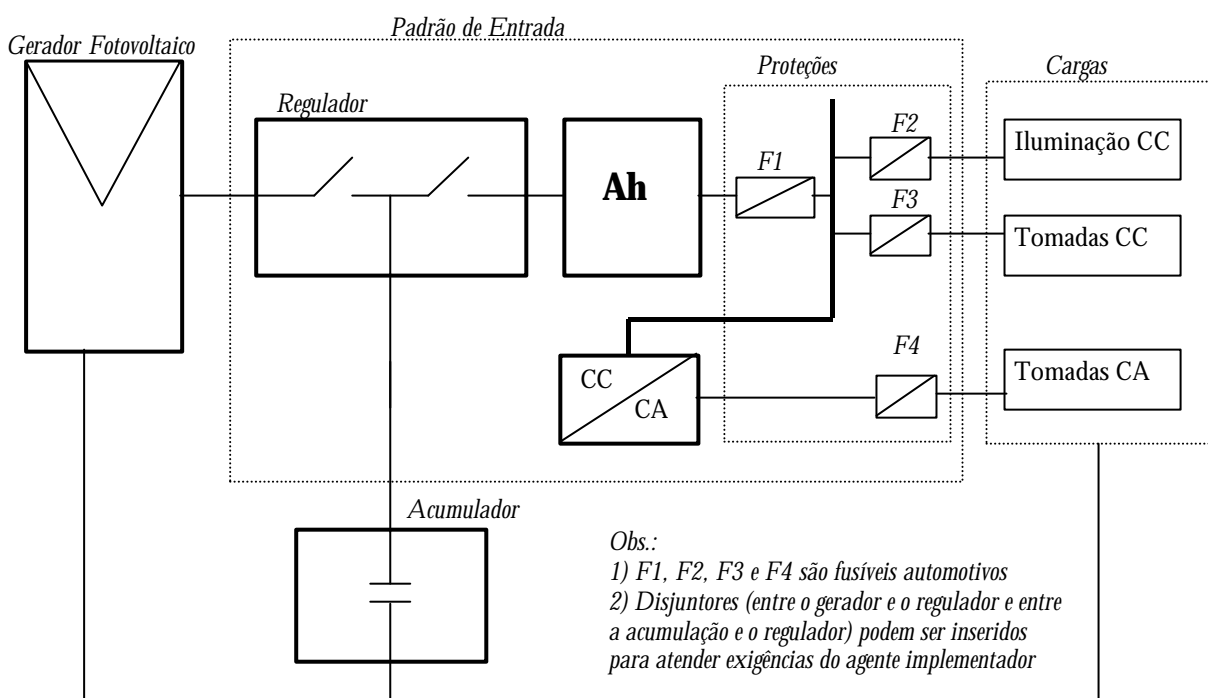 Padrão de Entrada
Gerador Fotovoltaico
Proteções
Cargas
Regulador
F2
Iluminação CC
F1
Ah
F3
Tomadas CC
F4
CC
CA
Tomadas CA
Acumulador
Obs.:
1) F1, F2, F3 e F4 são fusíveis automotivos
2) Disjuntores (entre o gerador e o regulador e entre
a acumulação e o regulador) podem ser inseridos
para atender exigências do agente implementador